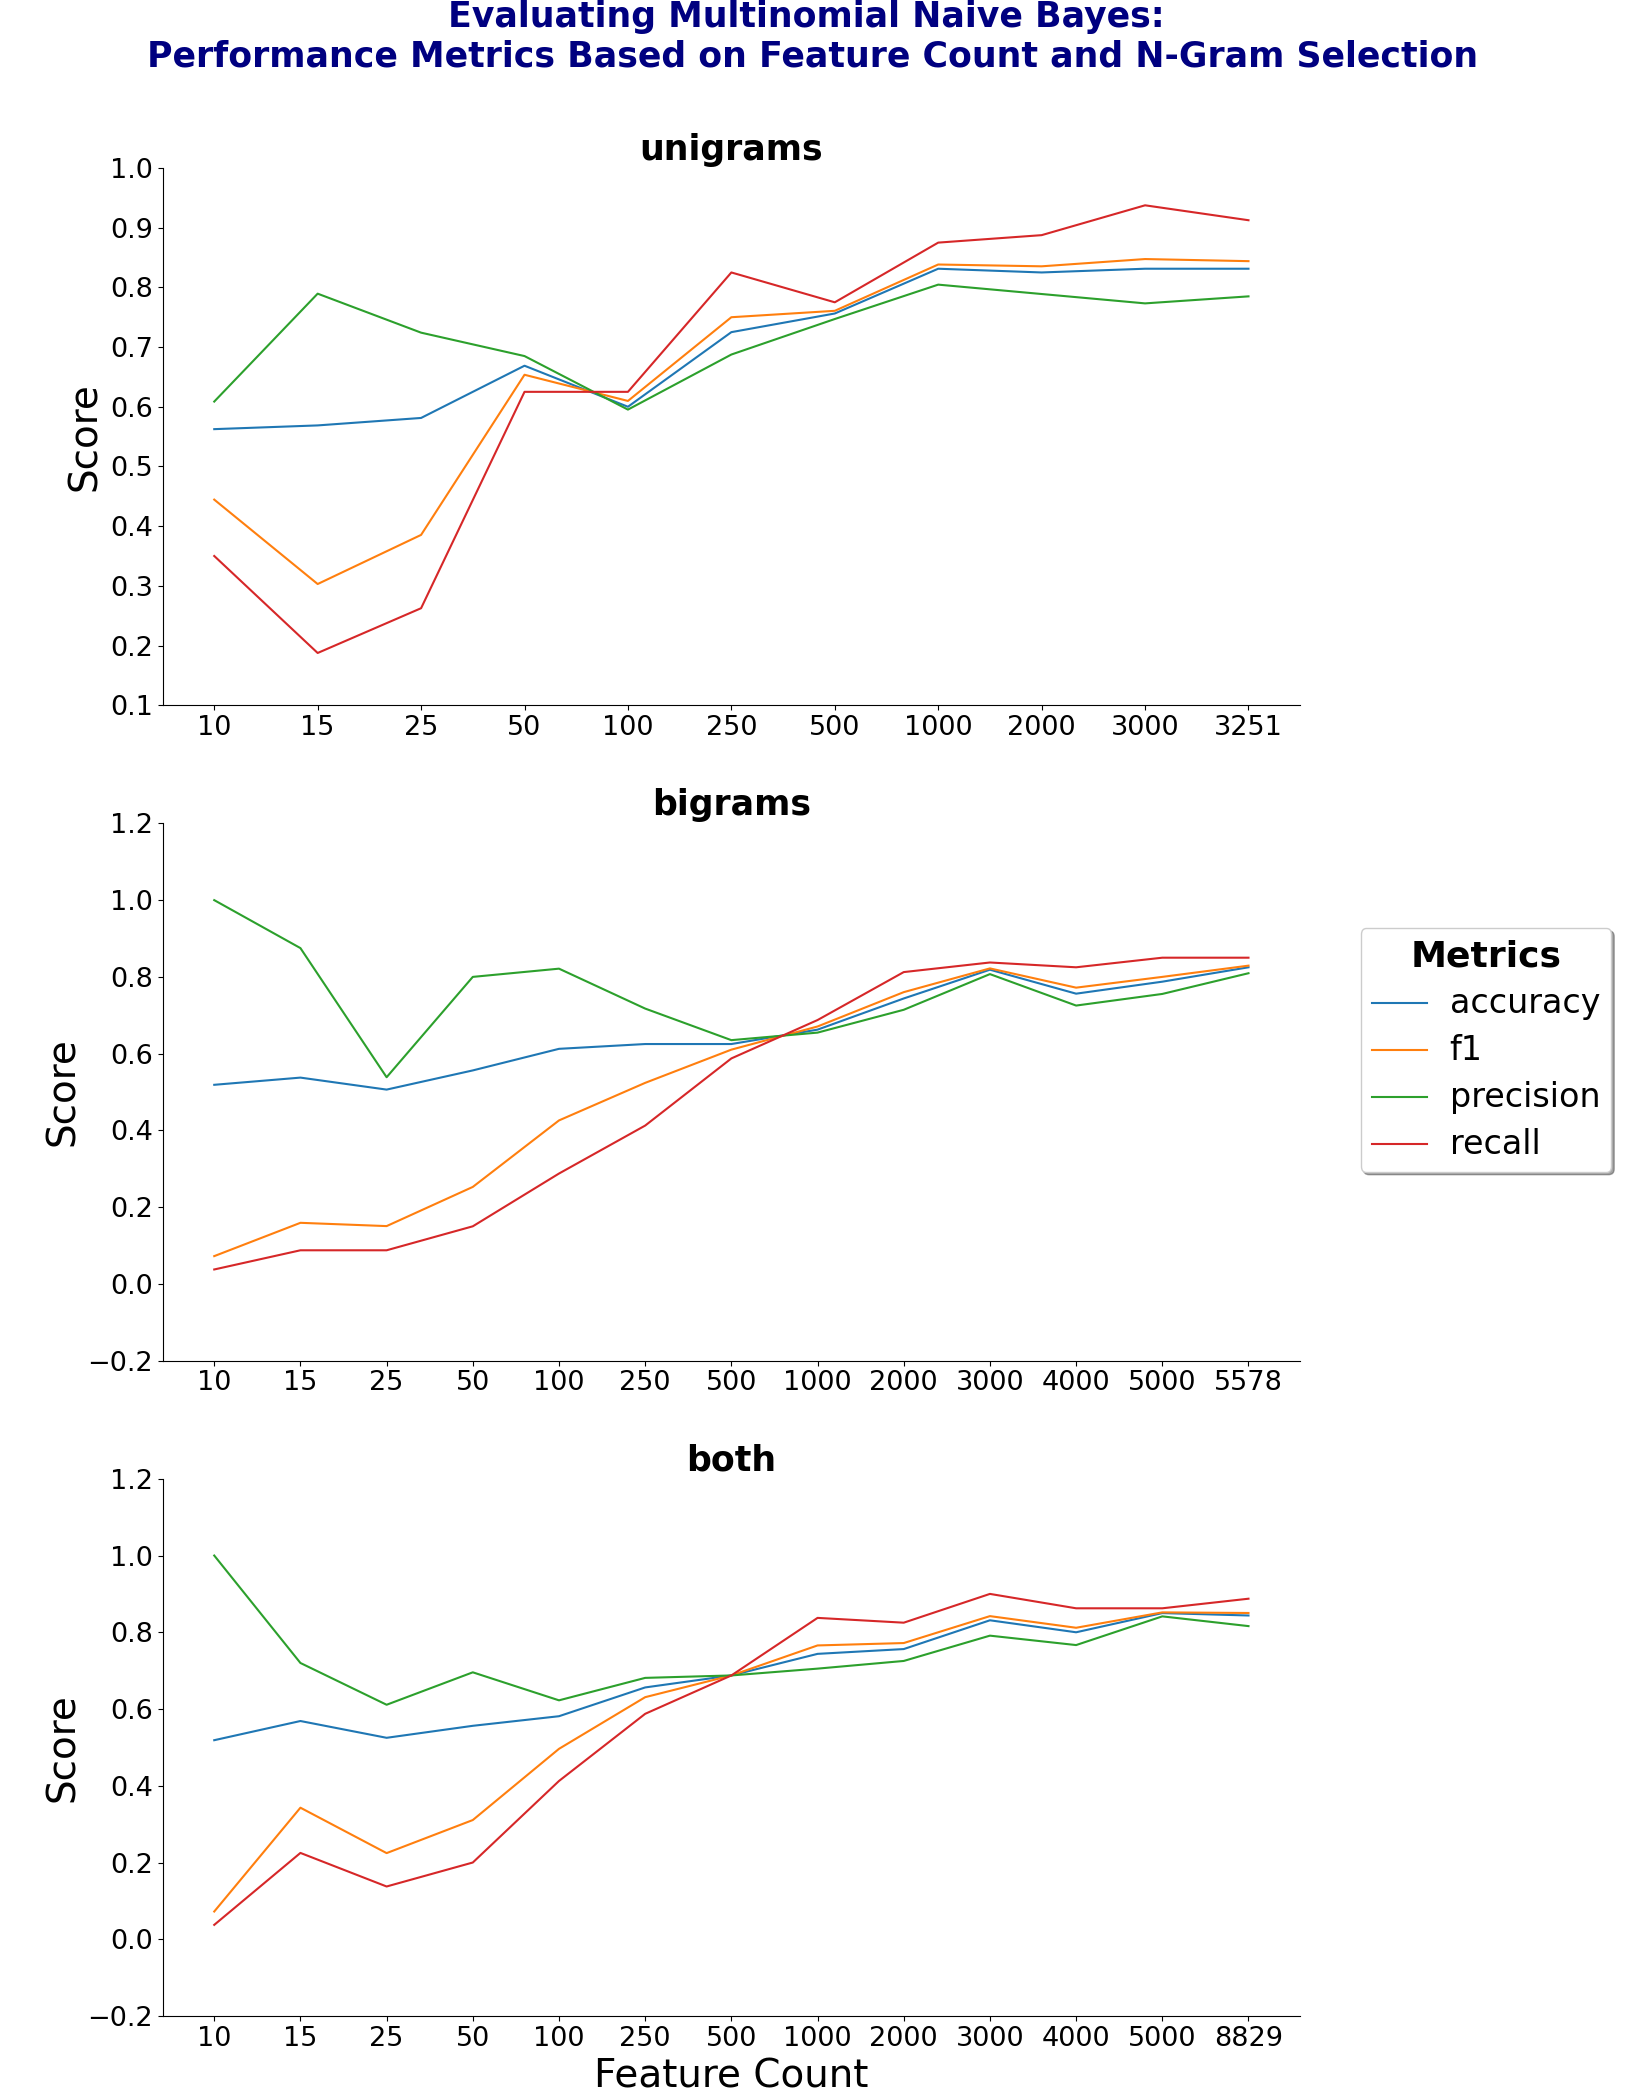 Evaluating Multinomial Naive Bayes:
Performance Metrics Based on Feature Count and N-Gram Selection
unigrams
1.0
0.9
0.8
0.7
0.6
0.5
0.4
0.3
0.2
0.1
Score
10 15 25 50 100 250 500 1000 2000 3000 3251
bigrams
1.2
1.0
0.8
0.6
0.4
0.2
0.0
−0.2
Score
10 15 25 50 100 250 500 1000 2000 3000 4000 5000 5578
Metrics
accuracy
f1
precision
recall
both
1.2
1.0
0.8
0.6
0.4
0.2
0.0
−0.2
Score
10 15 25 50 100 250 500 1000 2000 3000 4000 5000 8829
Feature Count